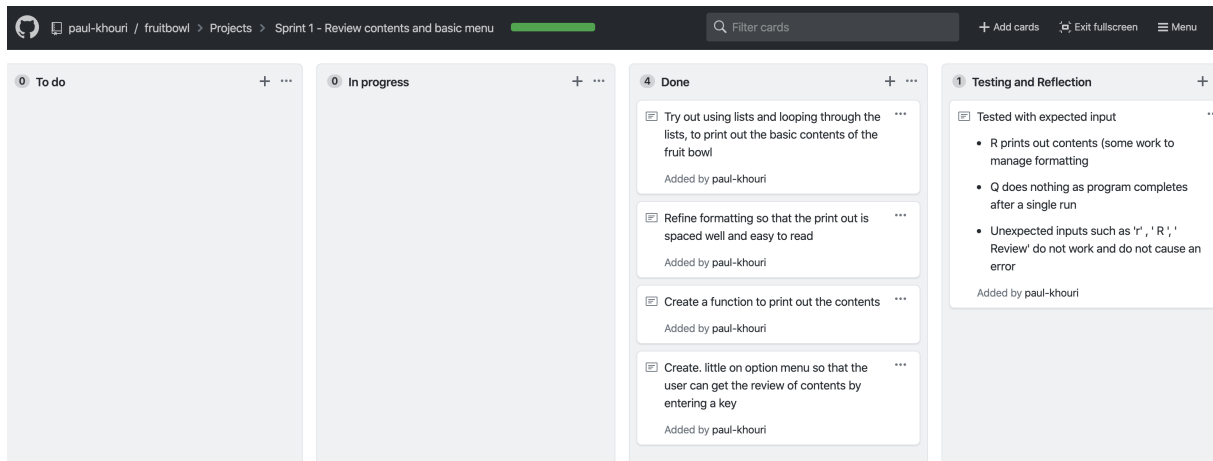 paul-khouri / fruitbowl > Projects > Sprint 1 - Review contents and basic menu
Filter cards
+ Add cards
Exit fullscreen
Menu
0 To do
0 In progress
4 Done
Try out using lists and looping through the
lists, to print out the basic contents of the
fruit bowl
Added by paul-khouri
Refine formatting so that the print out is
spaced well and easy to read
Added by paul-khouri
Create a function to print out the contents
Added by paul-khouri
Create. little on option menu so that the
user can get the review of contents by
entering a key
Added by paul-khouri
1 Testing and Reflection
Tested with expected input
• R prints out contents (some work to
manage formatting
• Q does nothing as program completes
after a single run
• Unexpected inputs such as 'r' , ' R ', '
Review' do not work and do not cause an
error
Added by paul-khouri